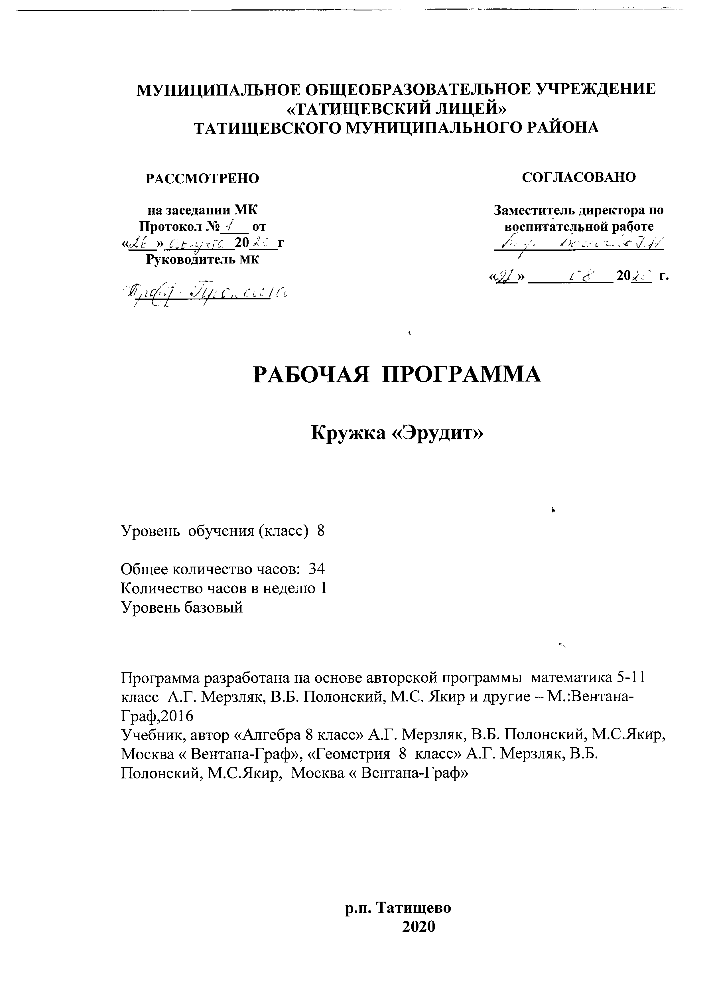 МУНИЦИПАЛЬНОЕ ОБЩЕОБРАЗОВАТЕЛЬНОЕ УЧРЕЖДЕНИЕ
«ТАТИЩЕВСКИЙ ЛИЦЕЙ»
ТАТИЩЕВСКОГО МУНИЦИПАЛЬНОГО РАЙОНА
РАССМОТРЕНО
на заседании МК
Протокол № 1 от
«26» августа 2020 г
Руководитель МК
СОГЛАСОВАНО
Заместитель директора по
воспитательной работе
Т.Н
«27» 08 2020 г.
РАБОЧАЯ ПРОГРАММА
Кружка «Эрудит»
Уровень обучения (класс) 8
Общее количество часов: 34
Количество часов в неделю 1
Уровень базовый
Программа разработана на основе авторской программы математика 5-11
класс А.Г. Мерзляк, В.Б. Полонский, М.С. Якир и другие – М.:Вентана-
Граф,2016
Учебник, автор «Алгебра 8 класс» А.Г. Мерзляк, В.Б. Полонский, М.С.Якир,
Москва « Вентана-Граф», «Геометрия 8 класс» А.Г. Мерзляк, В.Б.
Полонский, М.С.Якир, Москва « Вентана-Граф»
р.п. Татищево
2020